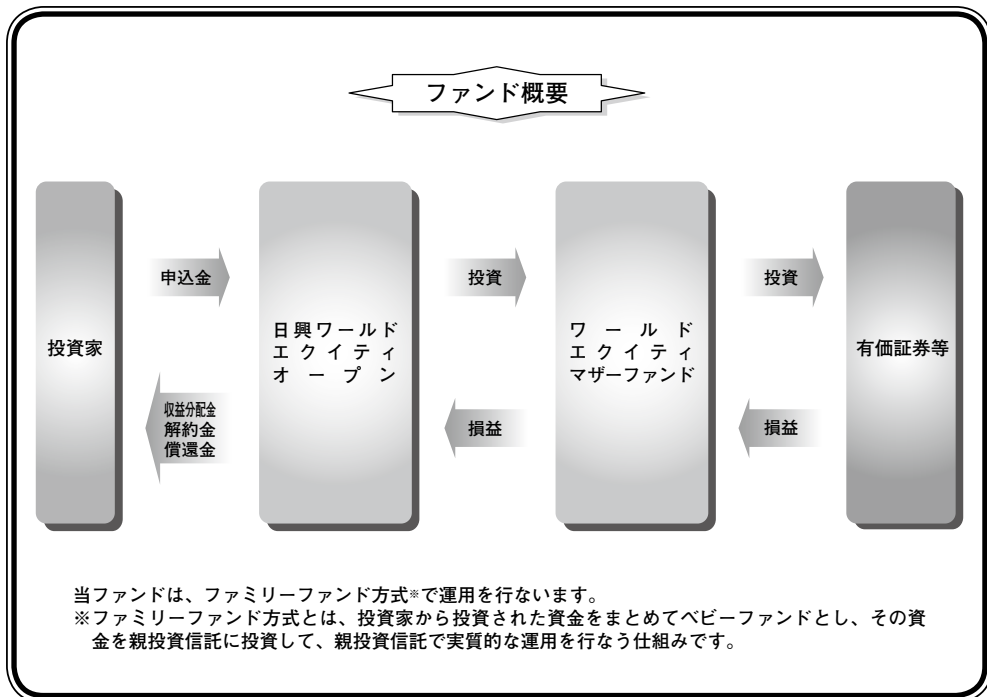 ファンド概要
投資家
申込金
収益分配金
解約金
償還金
日興ワールド
エクイティ
オープン
投資
損益
ワールド
エクイティ
マザーファンド
投資
損益
有価証券等
当ファンドは、ファミリーファンド方式※で運用を行ないます。
※ファミリーファンド方式とは、投資家から投資された資金をまとめてベビーファンドとし、その資
金を親投資信託に投資して、親投資信託で実質的な運用を行なう仕組みです。